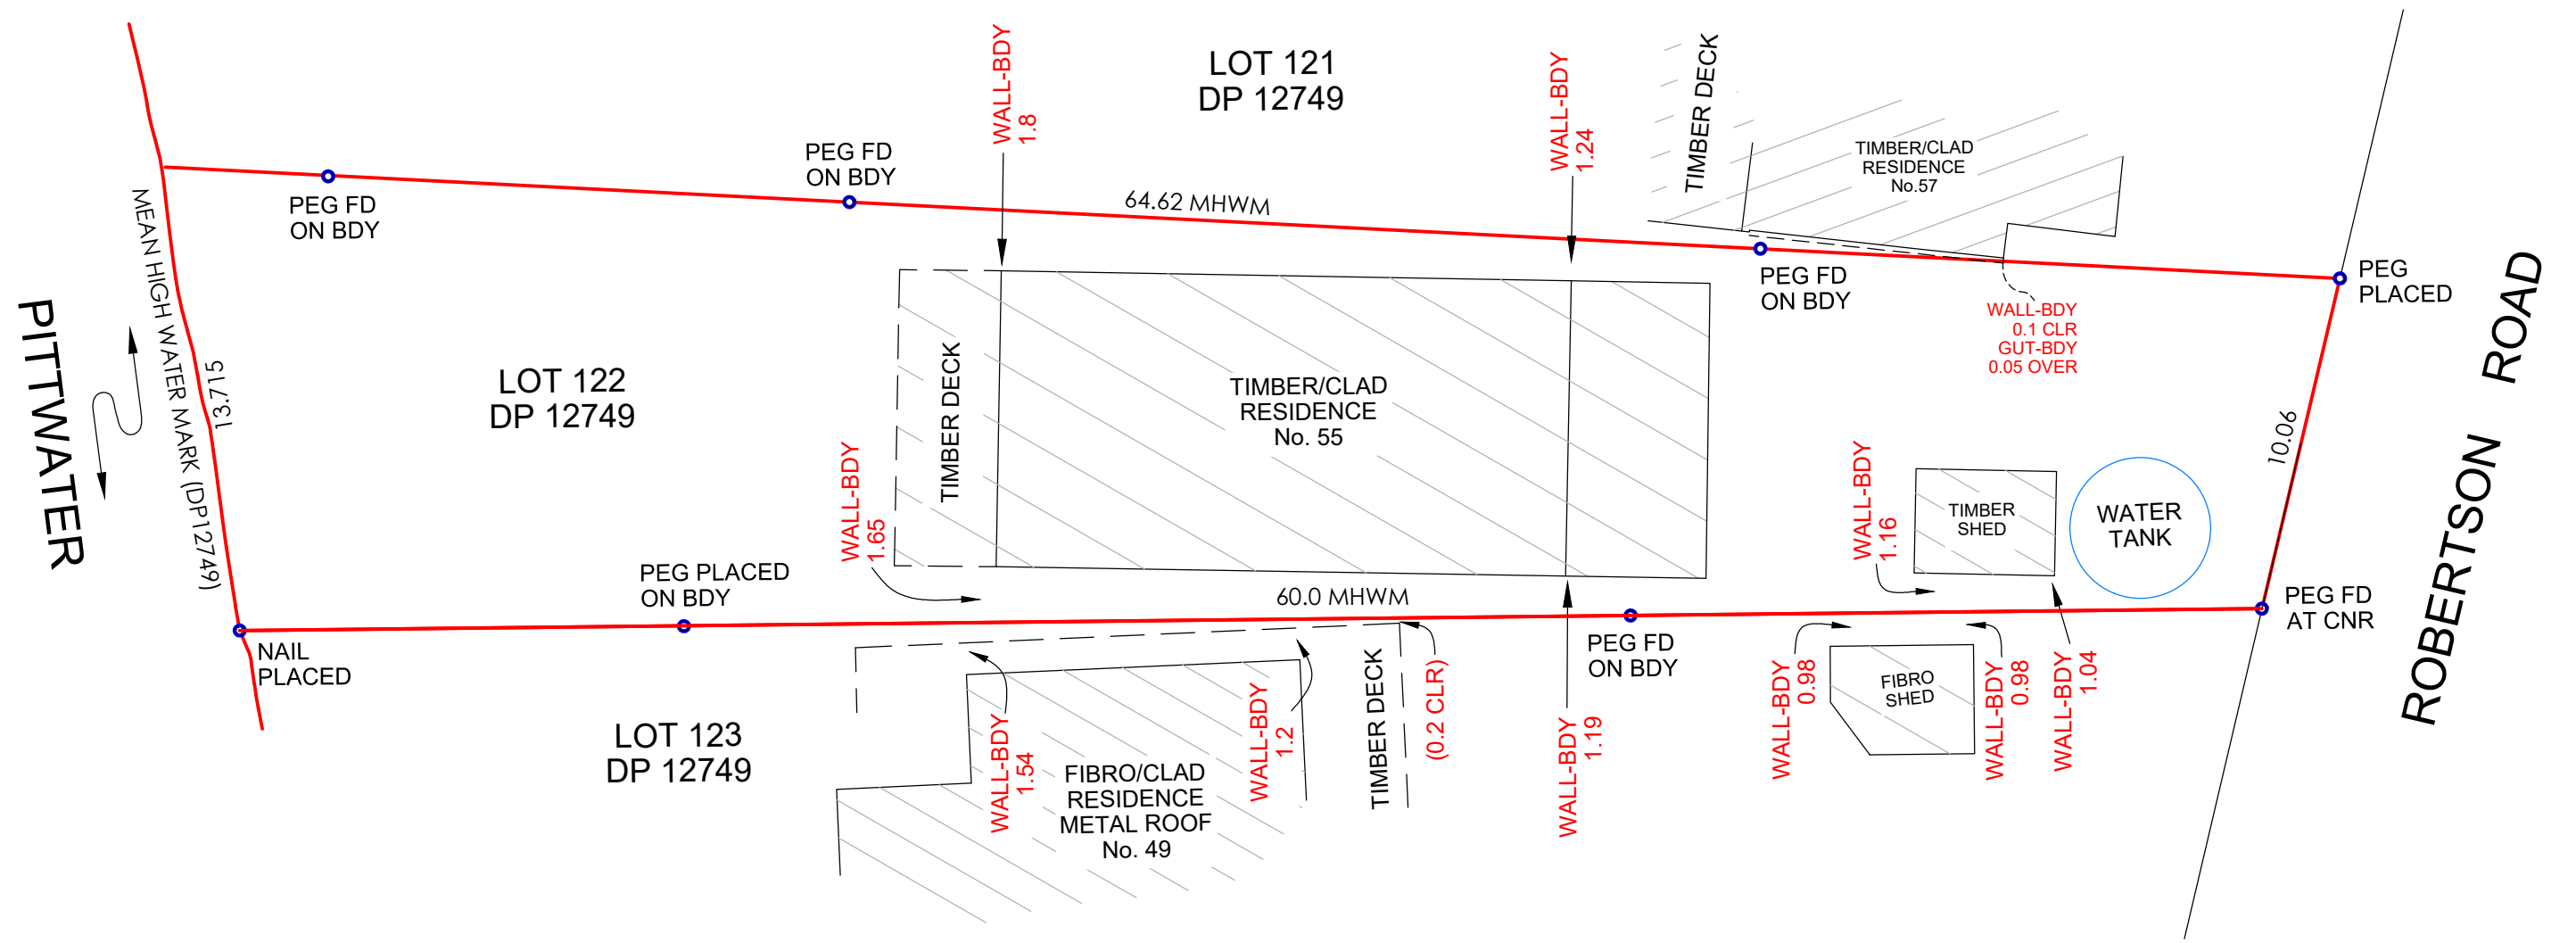 LOT 121
DP 12749
WALL-BDY
1.8
WALL-BDY
1.24
TIMBER DECK
TIMBER/CLAD
RESIDENCE
No.57
PEG FD
ON BDY
PEG FD
ON BDY
64.62 MHWM
PEG FD
ON BDY
PEG
PLACED
WALL-BDY
0.1 CLR
GUT-BDY
0.05 OVER
PITTWATER
MEAN HIGH WATER MARK (DP12749)
13.715
LOT 122
DP 12749
TIMBER DECK
TIMBER/CLAD
RESIDENCE
No. 55
WALL-BDY
1.65
WALL-BDY
1.16
TIMBER
SHED
WATER
TANK
10.06
ROBERTSON ROAD
PEG PLACED
ON BDY
60.0 MHWM
PEG FD
ON BDY
PEG FD
AT CNR
NAIL
PLACED
LOT 123
DP 12749
WALL-BDY
1.54
FIBRO/CLAD
RESIDENCE
METAL ROOF
No. 49
WALL-BDY
1.2
TIMBER DECK
(0.2 CLR)
WALL-BDY
1.19
WALL-BDY
0.98
FIBRO
SHED
WALL-BDY
0.98
WALL-BDY
1.04